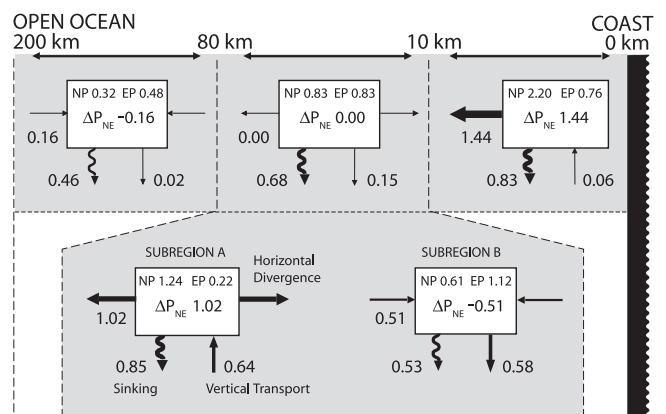 OPEN OCEAN COAST
200 km 80 km 10 km 0 km
NP 0.32 EP 0.48
ΔP_NE −0.16
0.16
0.46 0.02
NP 0.83 EP 0.83
ΔP_NE 0.00
0.00
0.68 0.15
NP 2.20 EP 0.76
ΔP_NE 1.44
1.44
0.83 0.06
SUBREGION A
NP 1.24 EP 0.22
ΔP_NE 1.02
Horizontal
Divergence
1.02
0.85 0.64
Sinking Vertical Transport
SUBREGION B
NP 0.61 EP 1.12
ΔP_NE −0.51
0.51
0.53 0.58